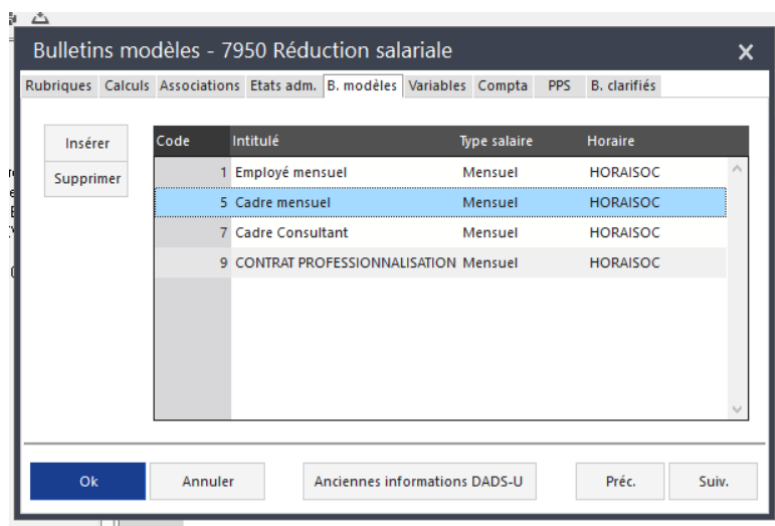 Bulletins modèles - 7950 Réduction salariale
Rubriques Calculs Associations Etats adm. B. modèles Variables Compta PPS B. clarifiés
Insérer
Supprimer
Code Intitulé Type salaire Horaire
1 Employé mensuel Mensuel HORAISOC
5 Cadre mensuel Mensuel HORAISOC
7 Cadre Consultant Mensuel HORAISOC
9 CONTRAT PROFESSIONNALISATION Mensuel HORAISOC
Ok Annuler Anciennes informations DADS-U Préc. Suiv.